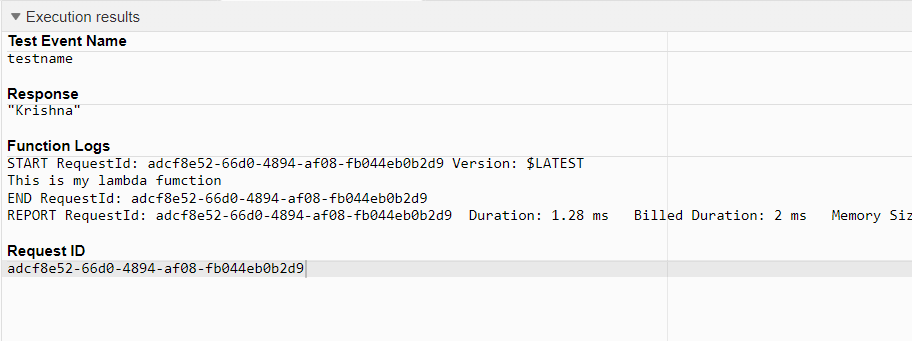 Execution results
Test Event Name
testname
Response
"Krishna"
Function Logs
START RequestId: adcf8e52-66d0-4894-af08-fb044eb0b2d9 Version: $LATEST
This is my lambda fumction
END RequestId: adcf8e52-66d0-4894-af08-fb044eb0b2d9
REPORT RequestId: adcf8e52-66d0-4894-af08-fb044eb0b2d9 Duration: 1.28 ms Billed Duration: 2 ms Memory Siz
Request ID
adcf8e52-66d0-4894-af08-fb044eb0b2d9